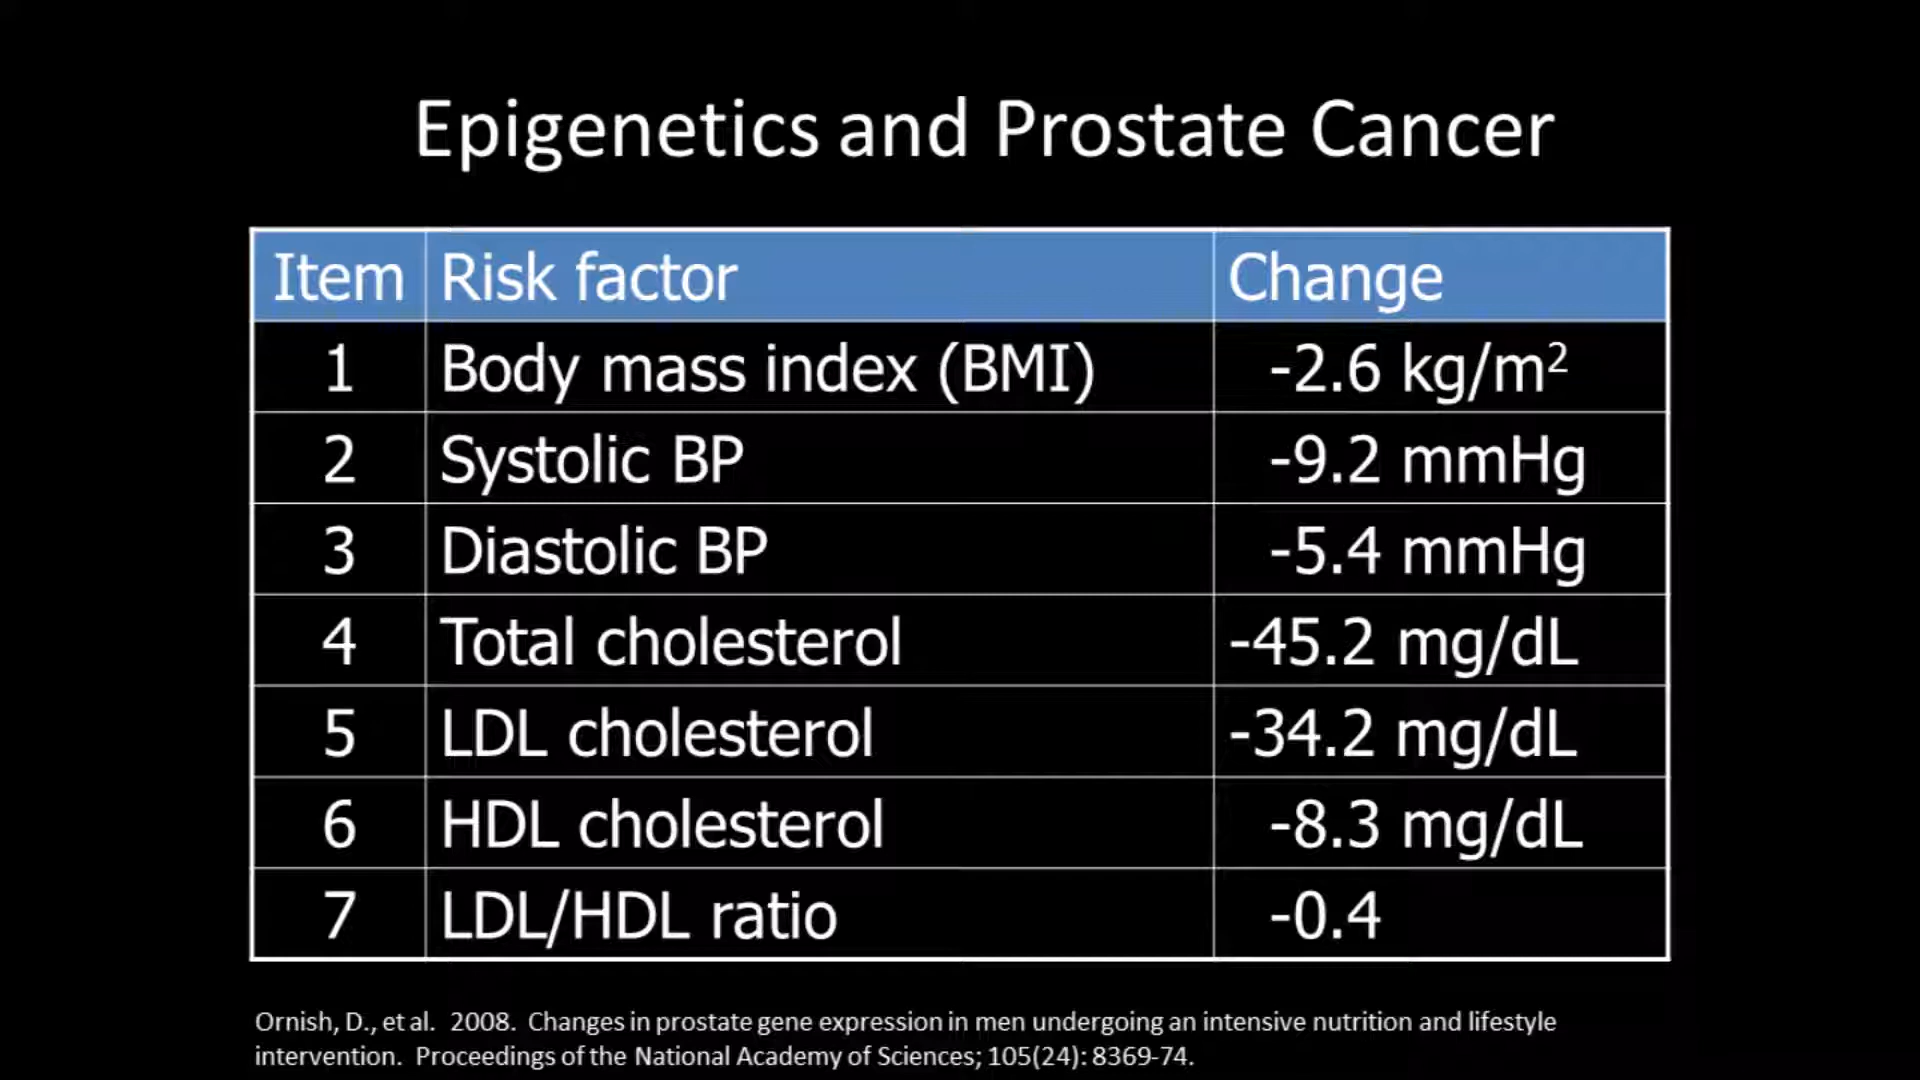 Epigenetics and Prostate Cancer
Item Risk factor Change
1 Body mass index (BMI) -2.6 kg/m²
2 Systolic BP -9.2 mmHg
3 Diastolic BP -5.4 mmHg
4 Total cholesterol -45.2 mg/dL
5 LDL cholesterol -34.2 mg/dL
6 HDL cholesterol -8.3 mg/dL
7 LDL/HDL ratio -0.4
Ornish, D., et al. 2008. Changes in prostate gene expression in men undergoing an intensive nutrition and lifestyle
intervention. Proceedings of the National Academy of Sciences; 105(24): 8369-74.